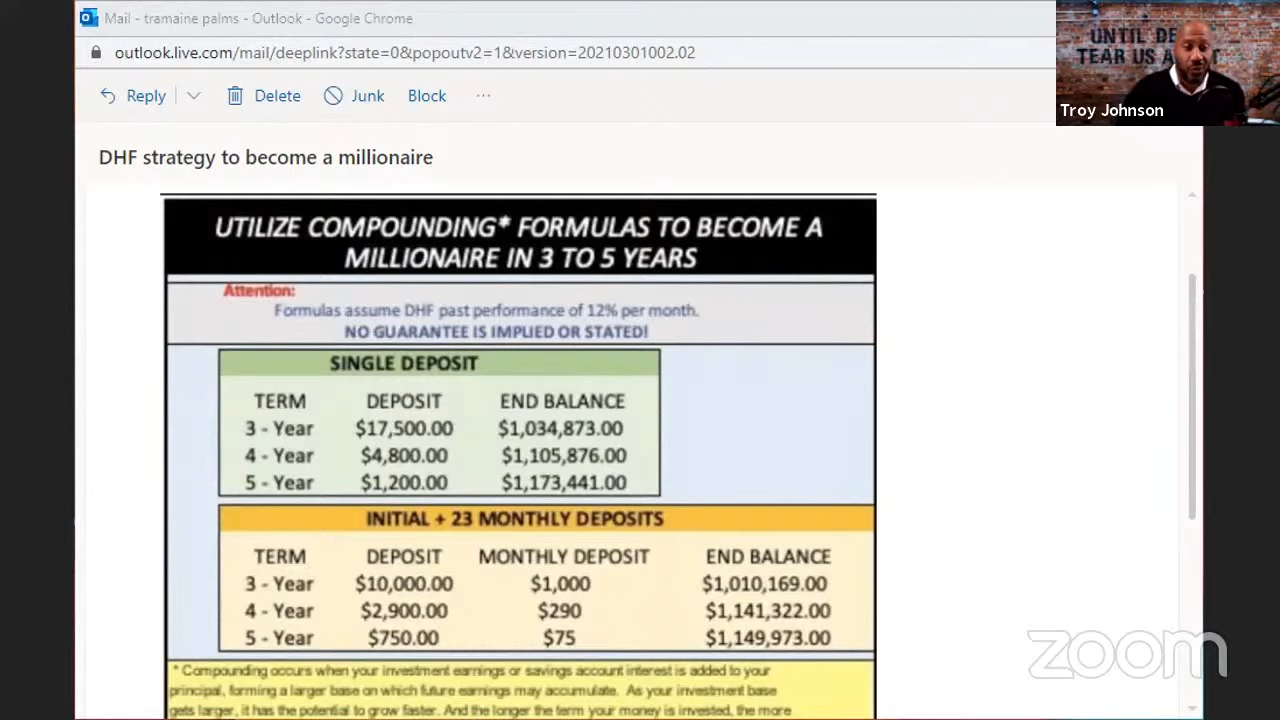 Mail - tramaine palms - Outlook - Google Chrome
outlook.live.com/mail/deeplink?state=0&popoutv2=1&version=20210301002.02
Reply Delete Junk Block ...
UNTIL DE
TEAR US A T
Troy Johnson
DHF strategy to become a millionaire
UTILIZE COMPOUNDING* FORMULAS TO BECOME A
MILLIONAIRE IN 3 TO 5 YEARS
Attention:
Formulas assume DHF past performance of 12% per month.
NO GUARANTEE IS IMPLIED OR STATED!
SINGLE DEPOSIT
TERM DEPOSIT END BALANCE
3 - Year $17,500.00 $1,034,873.00
4 - Year $4,800.00 $1,105,876.00
5 - Year $1,200.00 $1,173,441.00
INITIAL + 23 MONTHLY DEPOSITS
TERM DEPOSIT MONTHLY DEPOSIT END BALANCE
3 - Year $10,000.00 $1,000 $1,010,169.00
4 - Year $2,900.00 $290 $1,141,322.00
5 - Year $750.00 $75 $1,149,973.00
* Compounding occurs when your investment earnings or savings account interest is added to your
principal, forming a larger base on which future earnings may accumulate. As your investment base
gets larger, it has the potential to grow faster. And the longer the term your money is invested, the more
zoom